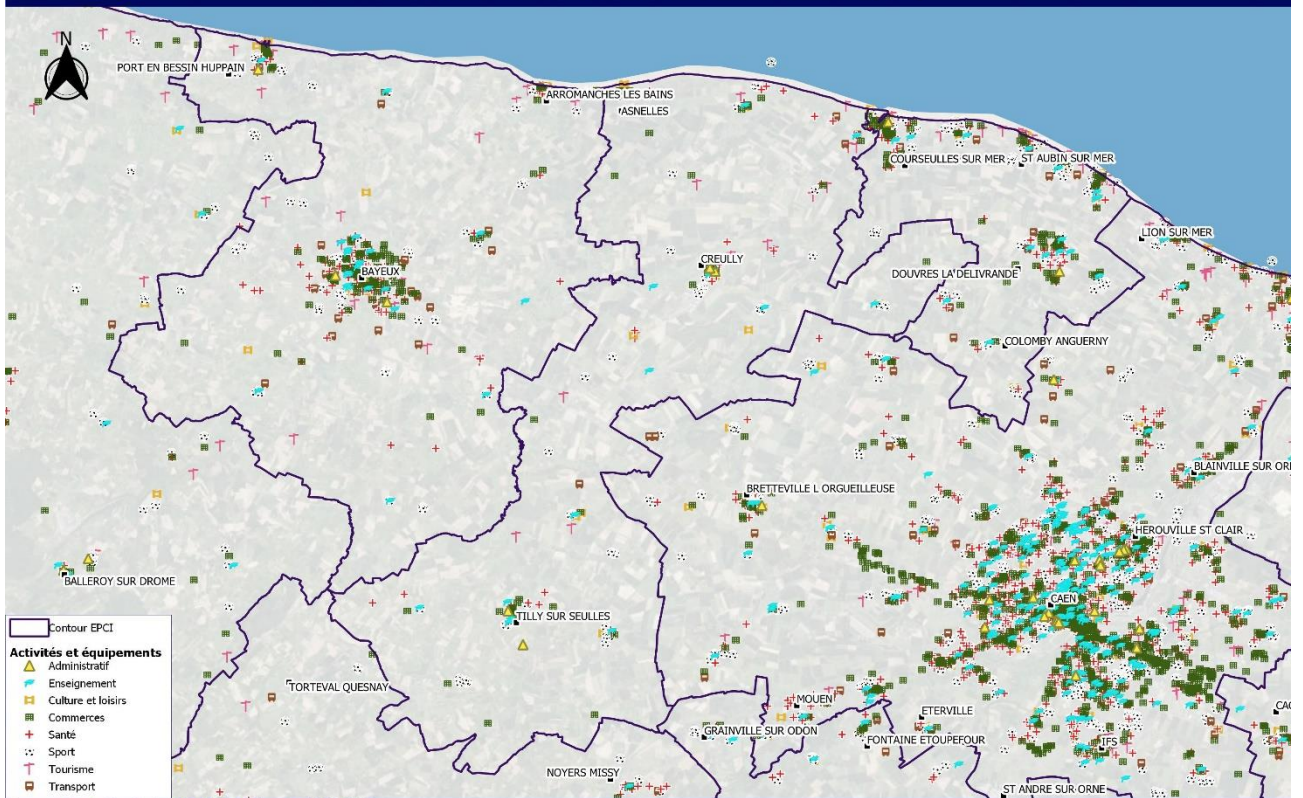 N
PORT EN BESSIN HUPPAIN
ARROMANCHES LES BAINS
ASNELLES
COURSEULLES SUR MER
ST AUBIN SUR MER
LION SUR MER
CREULLY
BAYEUX
DOUVRES LA DELIVRANDE
COLOMBY ANGUERNY
BLAINVILLE SUR ORN
BRETTEVILLE L ORGUEILLEUSE
HEROUVILLE ST CLAIR
BALLEROY SUR DROME
CAEN
TILLY SUR SEULLES
TORTEVAL QUESNAY
MOUEN
ETERVILLE
CAG
GRAINVILLE SUR ODON
FONTAINE ETOUPEFOUR
IFS
NOYERS MISSY
ST ANDRE SUR ORNE
Contour EPCI
Activités et équipements
Administratif
Enseignement
Culture et loisirs
Commerces
Santé
Sport
Tourisme
Transport